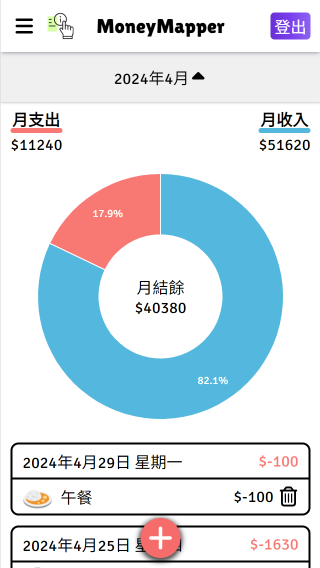 MoneyMapper
登出
2024年4月
月支出
月收入
$11240
$51620
17.9%
月結餘
$40380
82.1%
2024年4月29日 星期一
$-100
午餐
$-100
2024年4月25日 星
$-1630